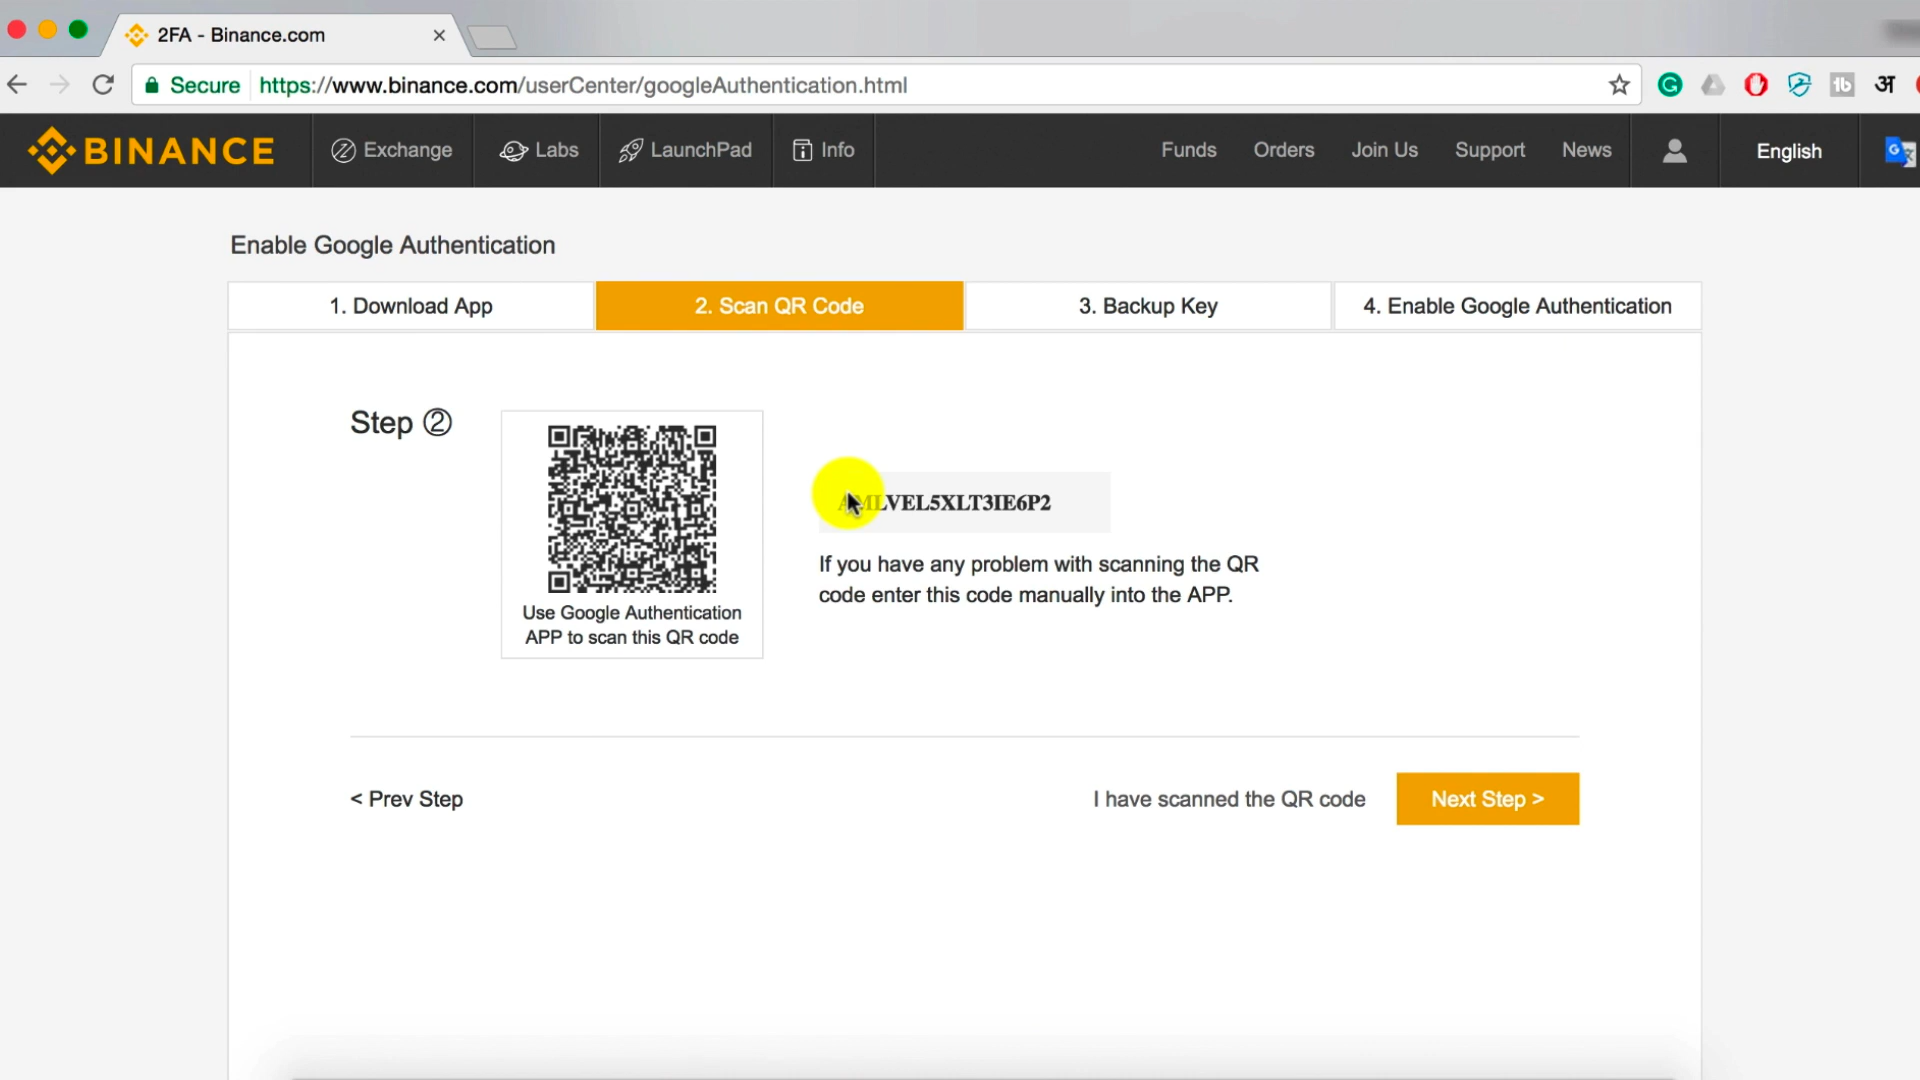 2FA - Binance.com
Secure https://www.binance.com/userCenter/googleAuthentication.html
BINANCE Exchange Labs LaunchPad Info Funds Orders Join Us Support News English
Enable Google Authentication
1. Download App 2. Scan QR Code 3. Backup Key 4. Enable Google Authentication
Step ②
AMLVEL5XLT3IE6P2
If you have any problem with scanning the QR
code enter this code manually into the APP.
Use Google Authentication
APP to scan this QR code
< Prev Step I have scanned the QR code Next Step >